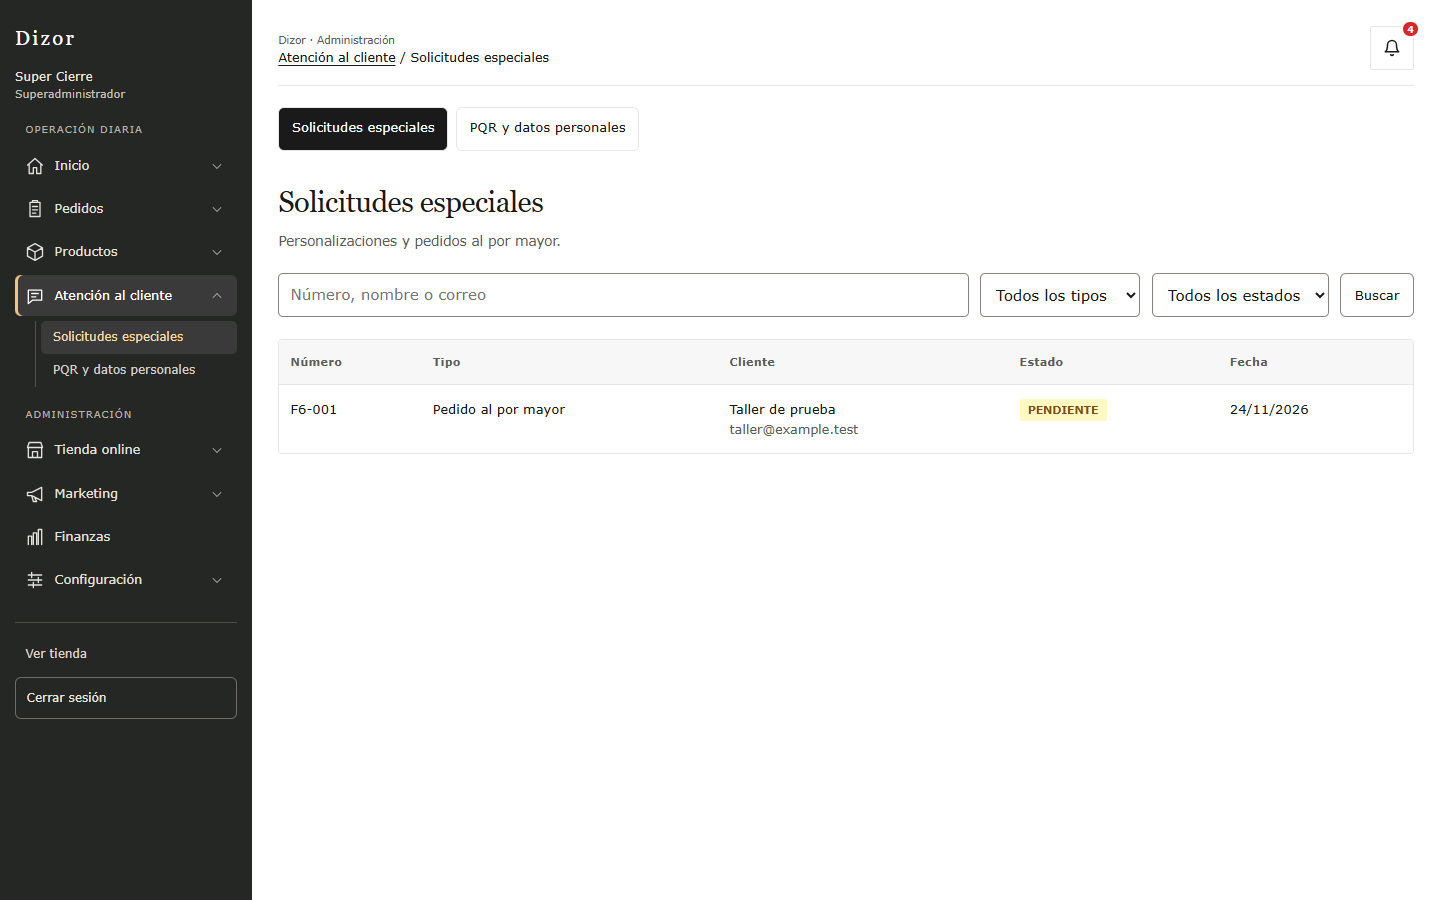 Dizor
Super Cierre
Superadministrador
OPERACIÓN DIARIA
Inicio
Pedidos
Productos
Atención al cliente
Solicitudes especiales
PQR y datos personales
ADMINISTRACIÓN
Tienda online
Marketing
Finanzas
Configuración
Ver tienda
Cerrar sesión
Dizor · Administración
Atención al cliente / Solicitudes especiales
4
Solicitudes especiales PQR y datos personales
Solicitudes especiales
Personalizaciones y pedidos al por mayor.
Número, nombre o correo Todos los tipos Todos los estados Buscar
Número Tipo Cliente Estado Fecha
F6-001 Pedido al por mayor Taller de prueba PENDIENTE 24/11/2026
taller@example.test